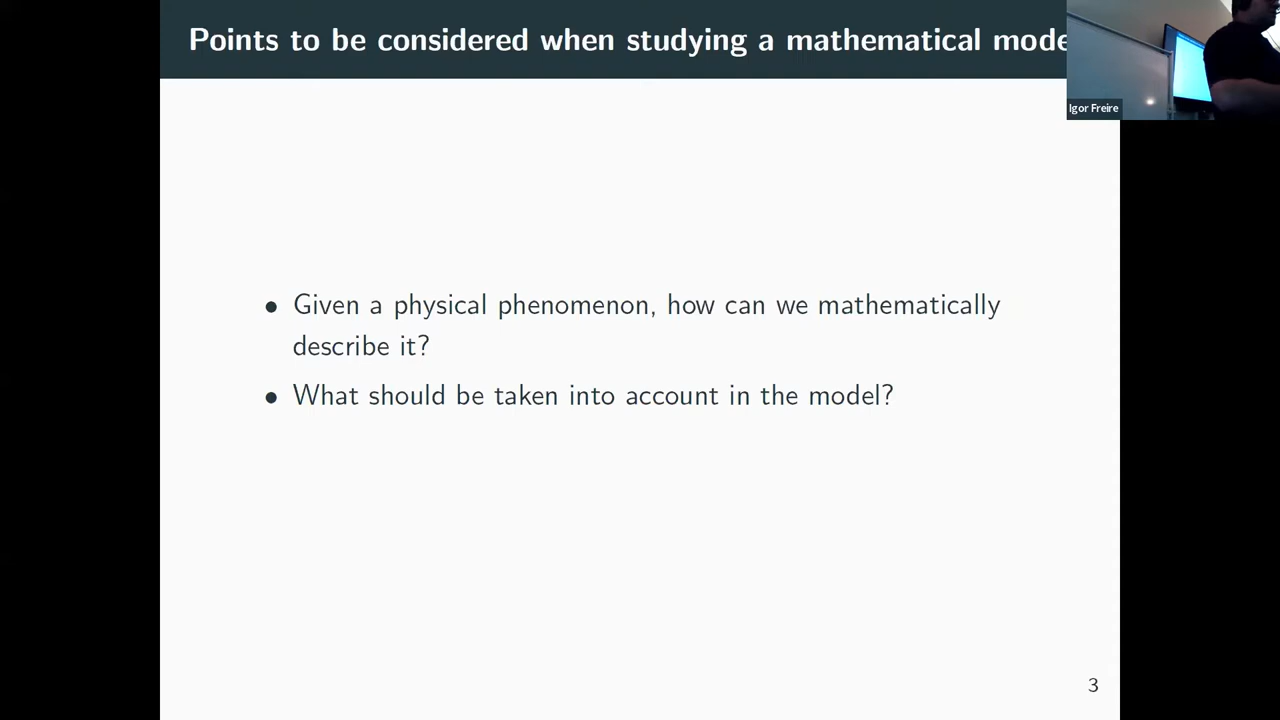 Points to be considered when studying a mathematical mode
Igor Freire
• Given a physical phenomenon, how can we mathematically
describe it?
• What should be taken into account in the model?
3